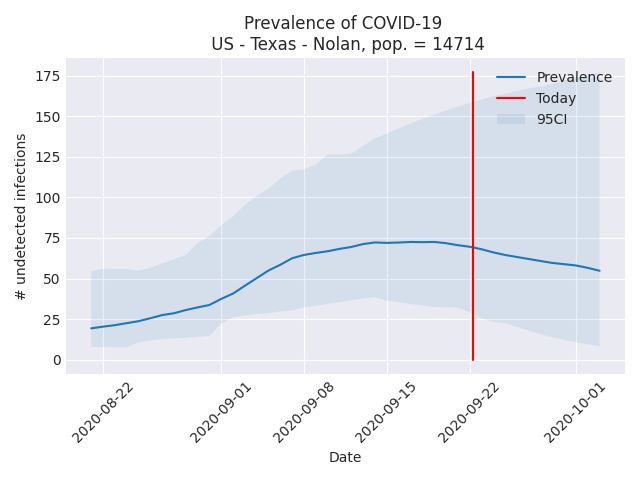 Prevalence of COVID-19
US - Texas - Nolan, pop. = 14714
175
150
125
100
75
50
25
0
# undetected infections
Prevalence
Today
95CI
2020-08-22
2020-09-01
2020-09-08
2020-09-15
2020-09-22
2020-10-01
Date